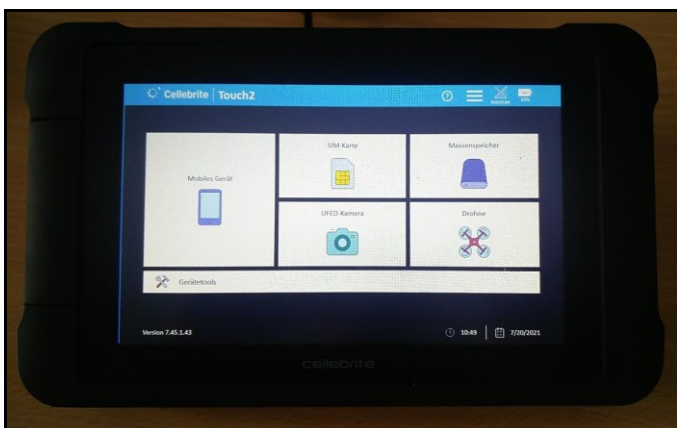 Cellebrite Touch2
SIM-Karte
Massenspeicher
Mobiles Gerät
UFED-Kamera
Drohne
Gerätetools
Version 7.45.1.43
10:49
7/20/2021
cellebrite